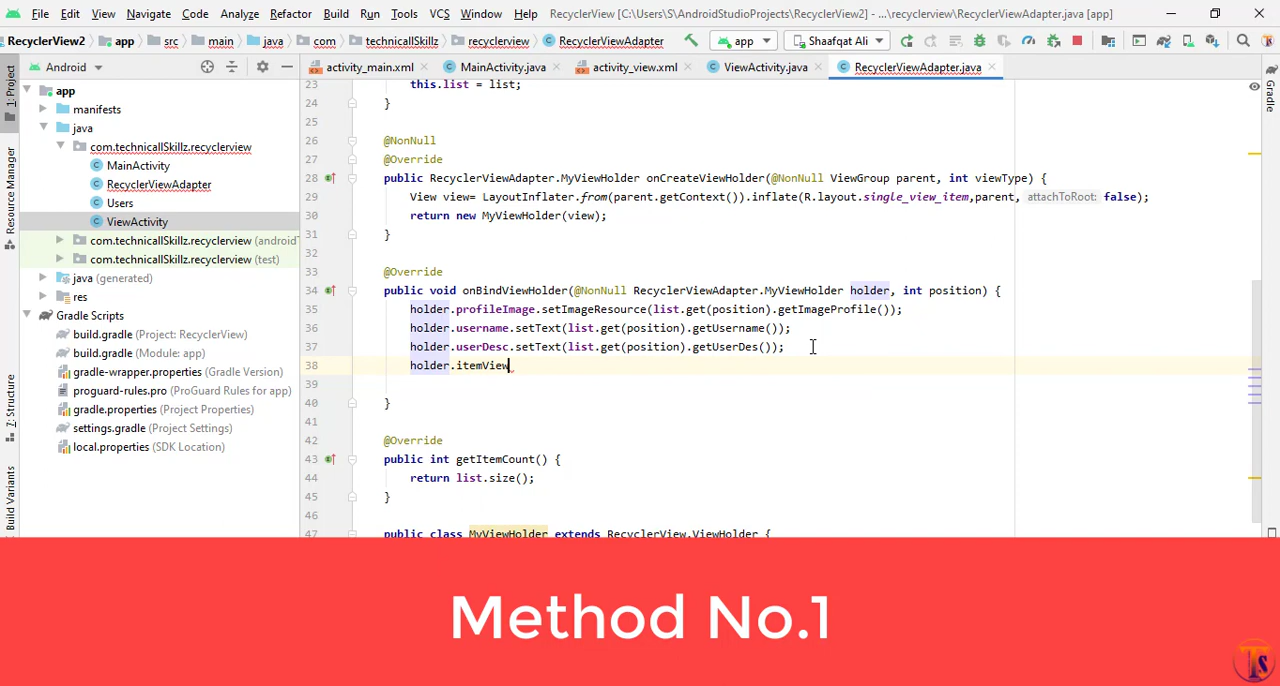 File Edit View Navigate Code Analyze Refactor Build Run Tools VCS Window Help RecyclerView [C:\Users\S\AndroidStudioProjects\RecyclerView2] - ...\recyclerview\RecyclerViewAdapter.java [app]
RecyclerView2 app src main java com technicallSkillz recyclerview RecyclerViewAdapter app Shaafqat Ali
Android activity_main.xml MainActivity.java activity_view.xml ViewActivity.java RecyclerViewAdapter.java
1: Project
Resource Manager
Z: Structure
Build Variants
Gradle
app
manifests
java
com.technicallSkillz.recyclerview
MainActivity
RecyclerViewAdapter
Users
ViewActivity
com.technicallSkillz.recyclerview (android
com.technicallSkillz.recyclerview (test)
java (generated)
res
Gradle Scripts
build.gradle (Project: RecyclerView)
build.gradle (Module: app)
gradle-wrapper.properties (Gradle Version)
proguard-rules.pro (ProGuard Rules for app)
gradle.properties (Project Properties)
settings.gradle (Project Settings)
local.properties (SDK Location)
23 this.list = list;
24 }
25
26 @NonNull
27 @Override
28 public RecyclerViewAdapter.MyViewHolder onCreateViewHolder(@NonNull ViewGroup parent, int viewType) {
29 View view= LayoutInflater.from(parent.getContext()).inflate(R.layout.single_view_item,parent, attachToRoot: false);
30 return new MyViewHolder(view);
31 }
32
33 @Override
34 public void onBindViewHolder(@NonNull RecyclerViewAdapter.MyViewHolder holder, int position) {
35 holder.profileImage.setImageResource(list.get(position).getImageProfile());
36 holder.username.setText(list.get(position).getUsername());
37 holder.userDesc.setText(list.get(position).getUserDes());
38 holder.itemView
39
40 }
41
42 @Override
43 public int getItemCount() {
44 return list.size();
45 }
46
47 public class MyViewHolder extends RecyclerView.ViewHolder {
Method No.1
TS